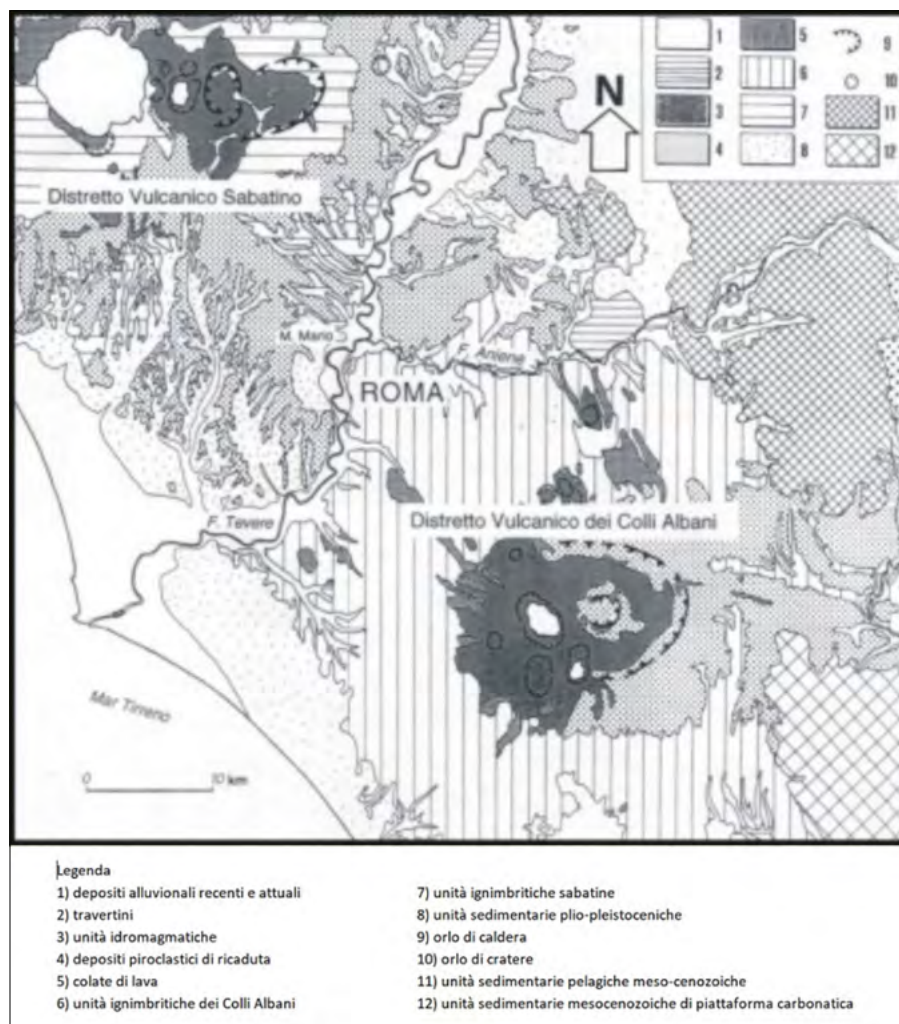 1 5 9
2 6 10
3 7 11
4 8 12
N
Distretto Vulcanico Sabatino
M. Mario
F. Aniene
ROMA
Distretto Vulcanico dei Colli Albani
F. Tevere
Mar Tirreno
0 10 km
Legenda
1) depositi alluvionali recenti e attuali
2) travertini
3) unità idromagmatiche
4) depositi piroclastici di ricaduta
5) colate di lava
6) unità ignimbritiche dei Colli Albani
7) unità ignimbritiche sabatine
8) unità sedimentarie plio-pleistoceniche
9) orlo di caldera
10) orlo di cratere
11) unità sedimentarie pelagiche meso-cenozoiche
12) unità sedimentarie mesocenozoiche di piattaforma carbonatica